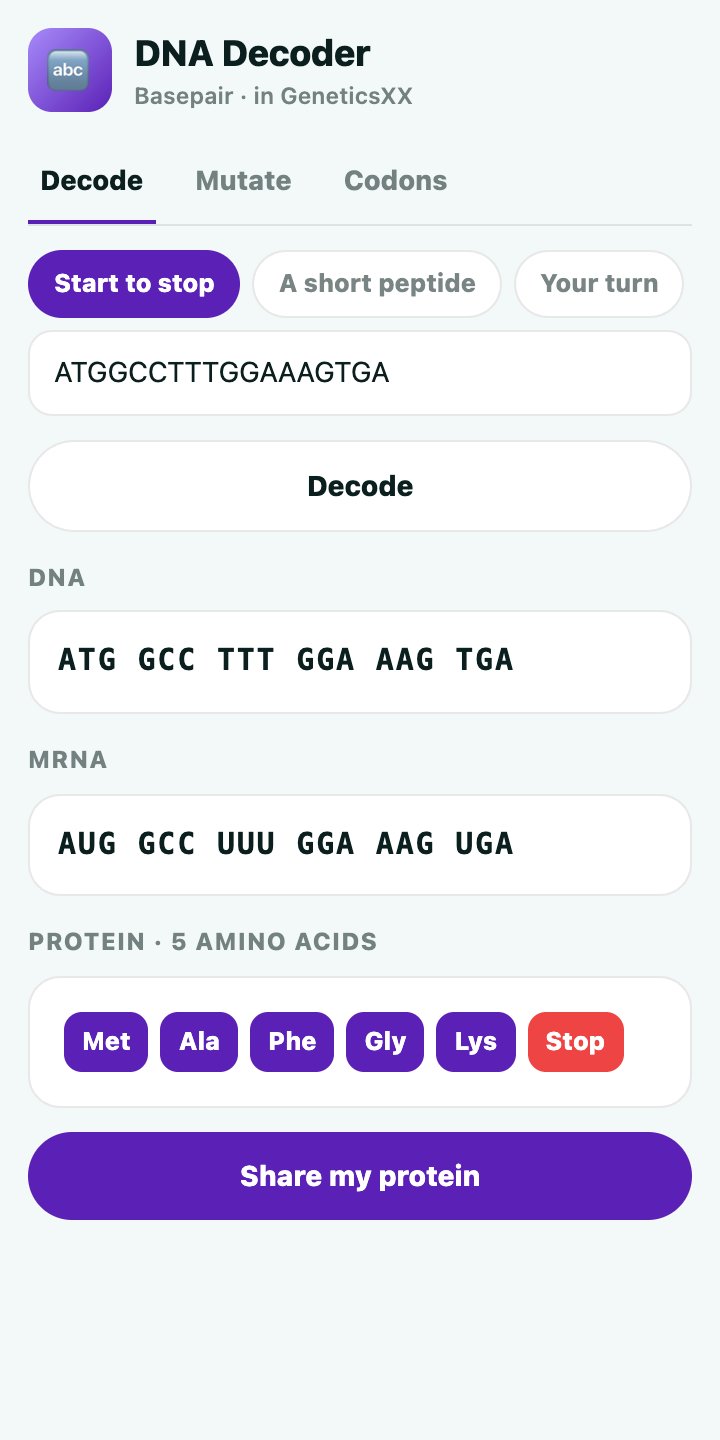 abc
DNA Decoder
Basepair · in GeneticsXX
Decode Mutate Codons
Start to stop A short peptide Your turn
ATGGCCTTTGGAAAGTGA
Decode
DNA
ATG GCC TTT GGA AAG TGA
MRNA
AUG GCC UUU GGA AAG UGA
PROTEIN · 5 AMINO ACIDS
Met Ala Phe Gly Lys Stop
Share my protein